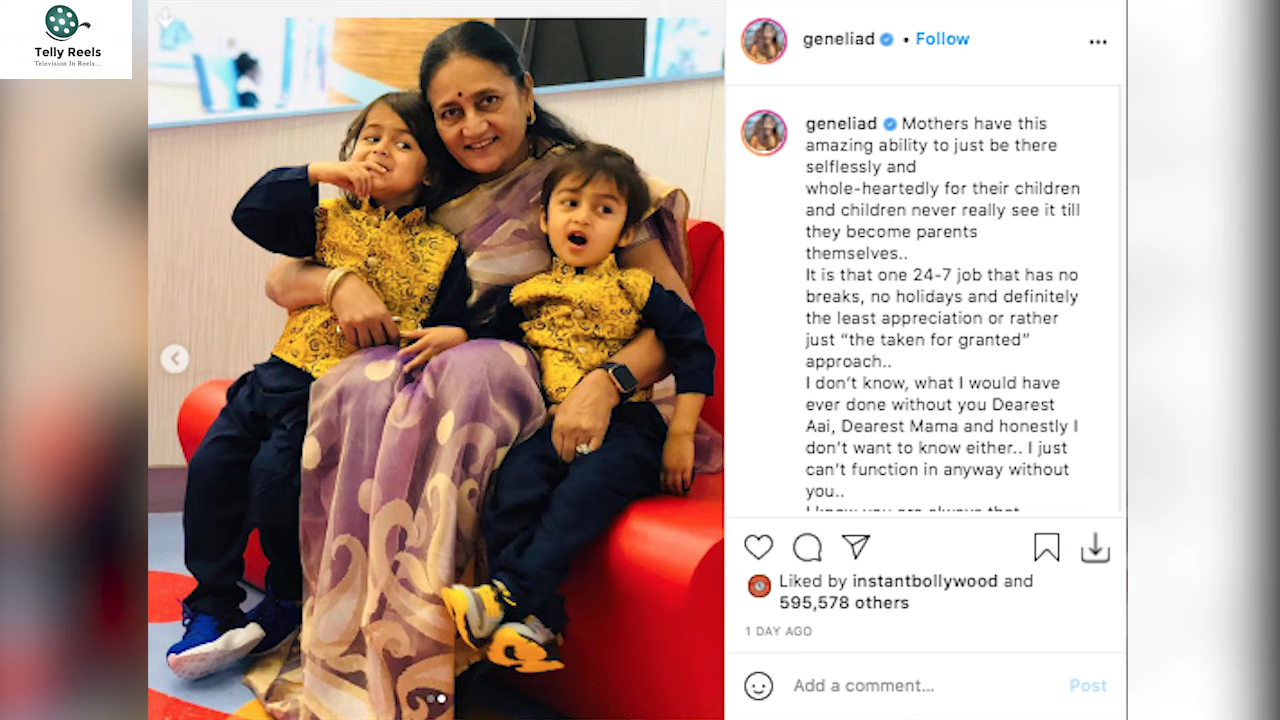 Telly Reels
Television In Reels...
geneliad • Follow
geneliad Mothers have this
amazing ability to just be there
selflessly and
whole-heartedly for their children
and children never really see it till
they become parents
themselves..
It is that one 24-7 job that has no
breaks, no holidays and definitely
the least appreciation or rather
just “the taken for granted”
approach..
I don’t know, what I would have
ever done without you Dearest
Aai, Dearest Mama and honestly I
don’t want to know either.. I just
can’t function in anyway without
you..
Liked by instantbollywood and
595,578 others
1 DAY AGO
Add a comment...
Post